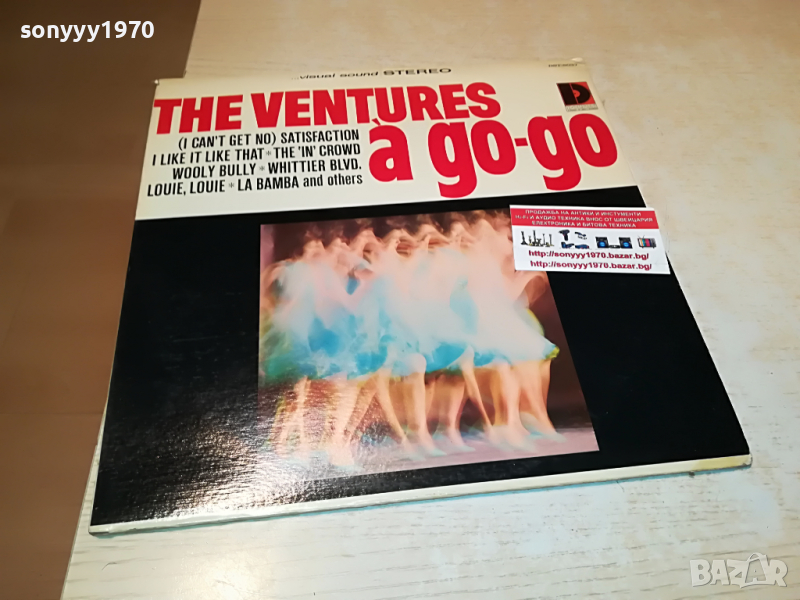 sonyyy1970
...visual sound STEREO
THE VENTURES
à go-go
(I CAN'T GET NO) SATISFACTION
I LIKE IT LIKE THAT * THE 'IN' CROWD
WOOLY BULLY * WHITTIER BLVD.
LOUIE, LOUIE * LA BAMBA and others
ПРОДАЖБА НА АНТИКИ И ИНСТУМЕНТИ
Hi-Fi И АУДИО ТЕХНИКА ВНОС ОТ ШВЕЙЦАРИЯ
ЕЛЕКТРОНИКА И БИТОВА ТЕХНИКА
http://sonyyy1970.bazar.bg/
http://sonyyy1970.bazar.bg/
BAZAR